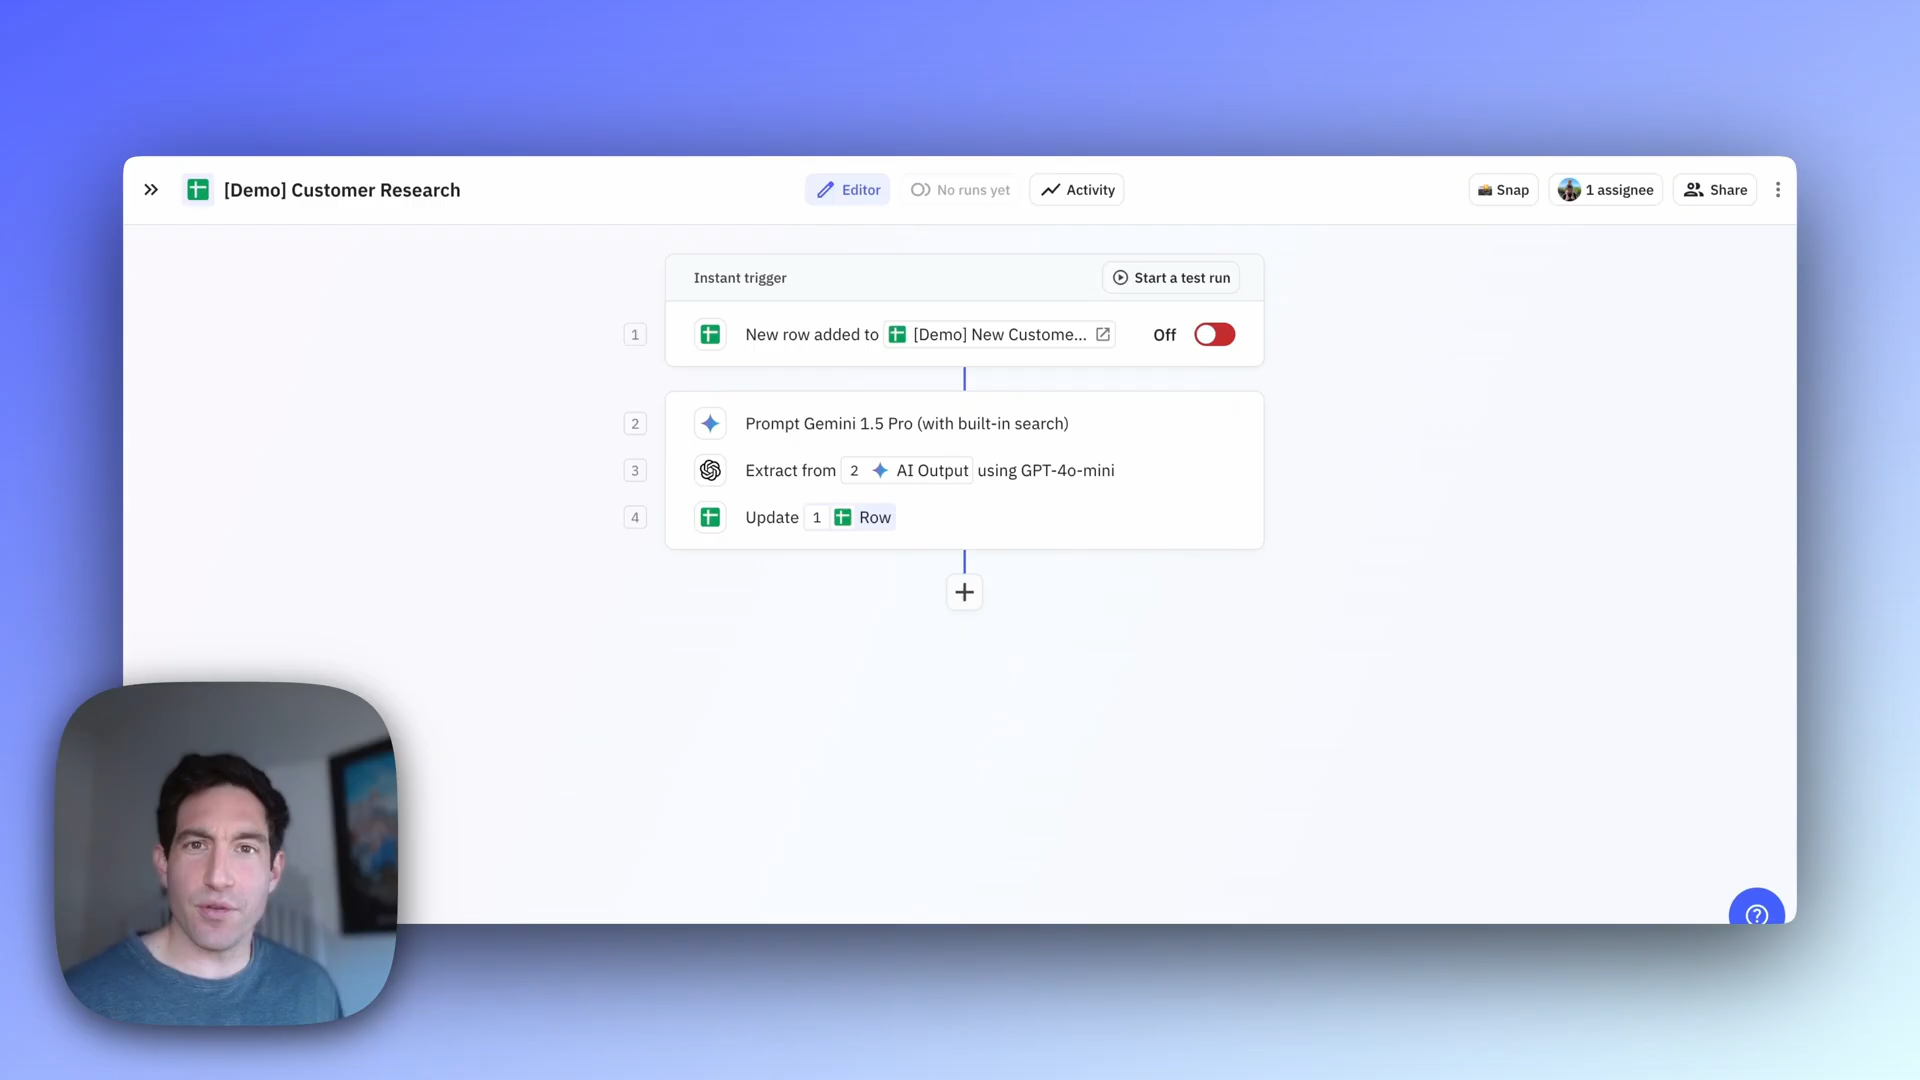 [Demo] Customer Research
Editor
No runs yet
Activity
Snap
1 assignee
Share
Instant trigger
Start a test run
1
New row added to [Demo] New Custome...
Off
2
Prompt Gemini 1.5 Pro (with built-in search)
3
Extract from 2 AI Output using GPT-4o-mini
4
Update 1 Row